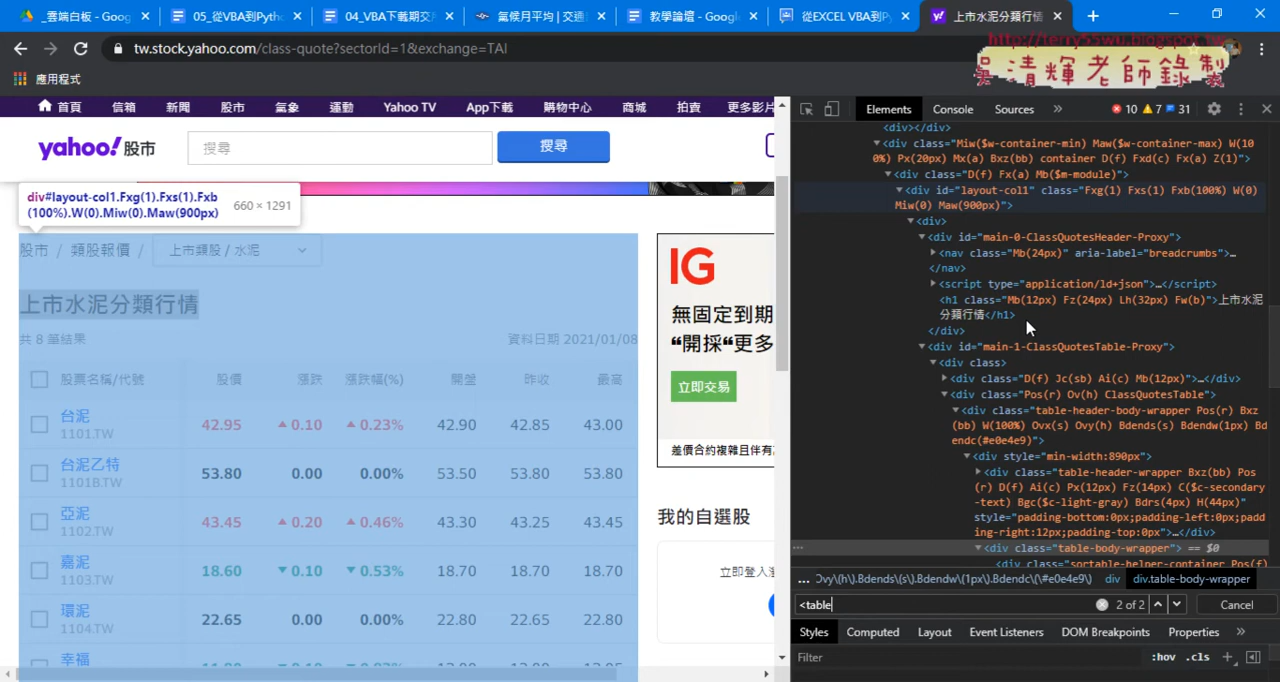 _雲端白板 - Goog
05_從VBA到Pytho
04_VBA下載期交
氣候月平均 | 交通
教學論壇 - Google
從EXCEL VBA到Py
上市水泥分類行情
tw.stock.yahoo.com/class-quote?sectorId=1&exchange=TAI
http://terry55wu.blogspot.tw
吳清輝老師錄製
應用程式
首頁 信箱 新聞 股市 氣象 運動 Yahoo TV App下載 購物中心 商城 拍賣 更多影片
yahoo!股市
搜尋
搜尋
div#layout-col1.Fxg(1).Fxs(1).Fxb
(100%).W(0).Miw(0).Maw(900px)
660 × 1291
股市 / 類股報價 / 上市類股 / 水泥
上市水泥分類行情
共 8 筆結果
資料日期 2021/01/08
股票名稱/代號 股價 漲跌 漲跌幅(%) 開盤 昨收 最高
台泥 42.95 0.10 0.23% 42.90 42.85 43.00
1101.TW
台泥乙特 53.80 0.00 0.00% 53.50 53.80 53.80
1101B.TW
亞泥 43.45 0.20 0.46% 43.30 43.25 43.45
1102.TW
嘉泥 18.60 0.10 0.53% 18.70 18.70 18.70
1103.TW
環泥 22.65 0.00 0.00% 22.80 22.65 22.80
1104.TW
幸福
IG
無固定到期
“開採“更多
立即交易
差價合約複雜且伴有
我的自選股
立即登入
Elements Console Sources » 10 7 31
<div></div>
<div class="Miw($w-container-min) Maw($w-container-max) W(10
0%) Px(20px) Mx(a) Bxz(bb) container D(f) Fxd(c) Fx(a) Z(1)">
<div class="D(f) Fx(a) Mb($m-module)">
<div id="layout-col1" class="Fxg(1) Fxs(1) Fxb(100%) W(0)
Miw(0) Maw(900px)">
<div>
<div id="main-0-ClassQuotesHeader-Proxy">
<nav class="Mb(24px)" aria-label="breadcrumbs">…
</nav>
<script type="application/ld+json">…</script>
<h1 class="Mb(12px) Fz(24px) Lh(32px) Fw(b)">上市水泥
分類行情</h1>
</div>
<div id="main-1-ClassQuotesTable-Proxy">
<div class>
<div class="D(f) Jc(sb) Ai(c) Mb(12px)">…</div>
<div class="Pos(r) Ov(h) ClassQuotesTable">
<div class="table-header-body-wrapper Pos(r) Bxz
(bb) W(100%) Ovx(s) Ovy(h) Bdends(s) Bdendw(1px) Bd
endc(#e0e4e9)">
<div style="min-width:890px">
<div class="table-header-wrapper Bxz(bb) Pos
(r) D(f) Ai(c) Px(12px) Fz(14px) C($c-secondary
-text) Bgc($c-light-gray) Bdrs(4px) H(44px)"
style="padding-bottom:0px;padding-left:0px;padd
ing-right:12px;padding-top:0px">…</div>
<div class="table-body-wrapper"> == $0
<div class="sortable-helper-container Pos(f)
… Ovy\(h\).Bdends\(s\).Bdendw\(1px\).Bdendc\(\#e0e4e9\) div div.table-body-wrapper
<table 2 of 2 Cancel
Styles Computed Layout Event Listeners DOM Breakpoints Properties »
Filter :hov .cls +